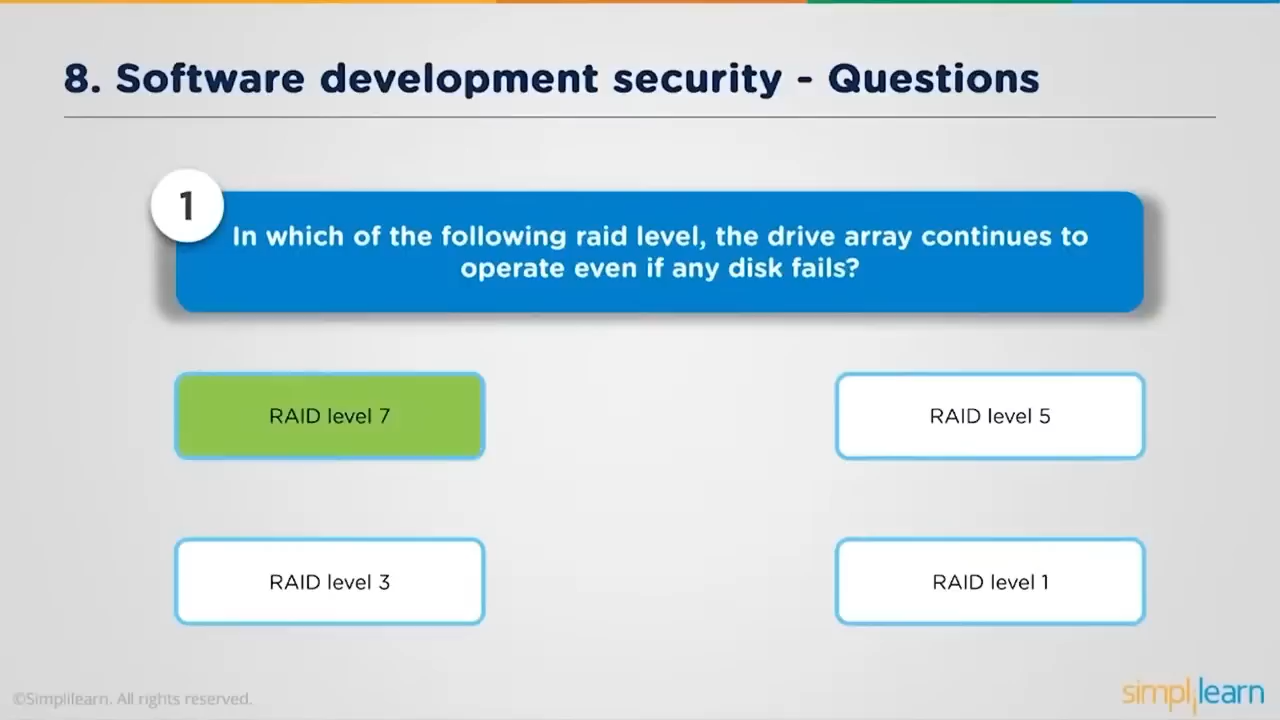 8. Software development security - Questions
1
In which of the following raid level, the drive array continues to
operate even if any disk fails?
RAID level 7
RAID level 5
RAID level 3
RAID level 1
©Simplilearn. All rights reserved.
simplilearn